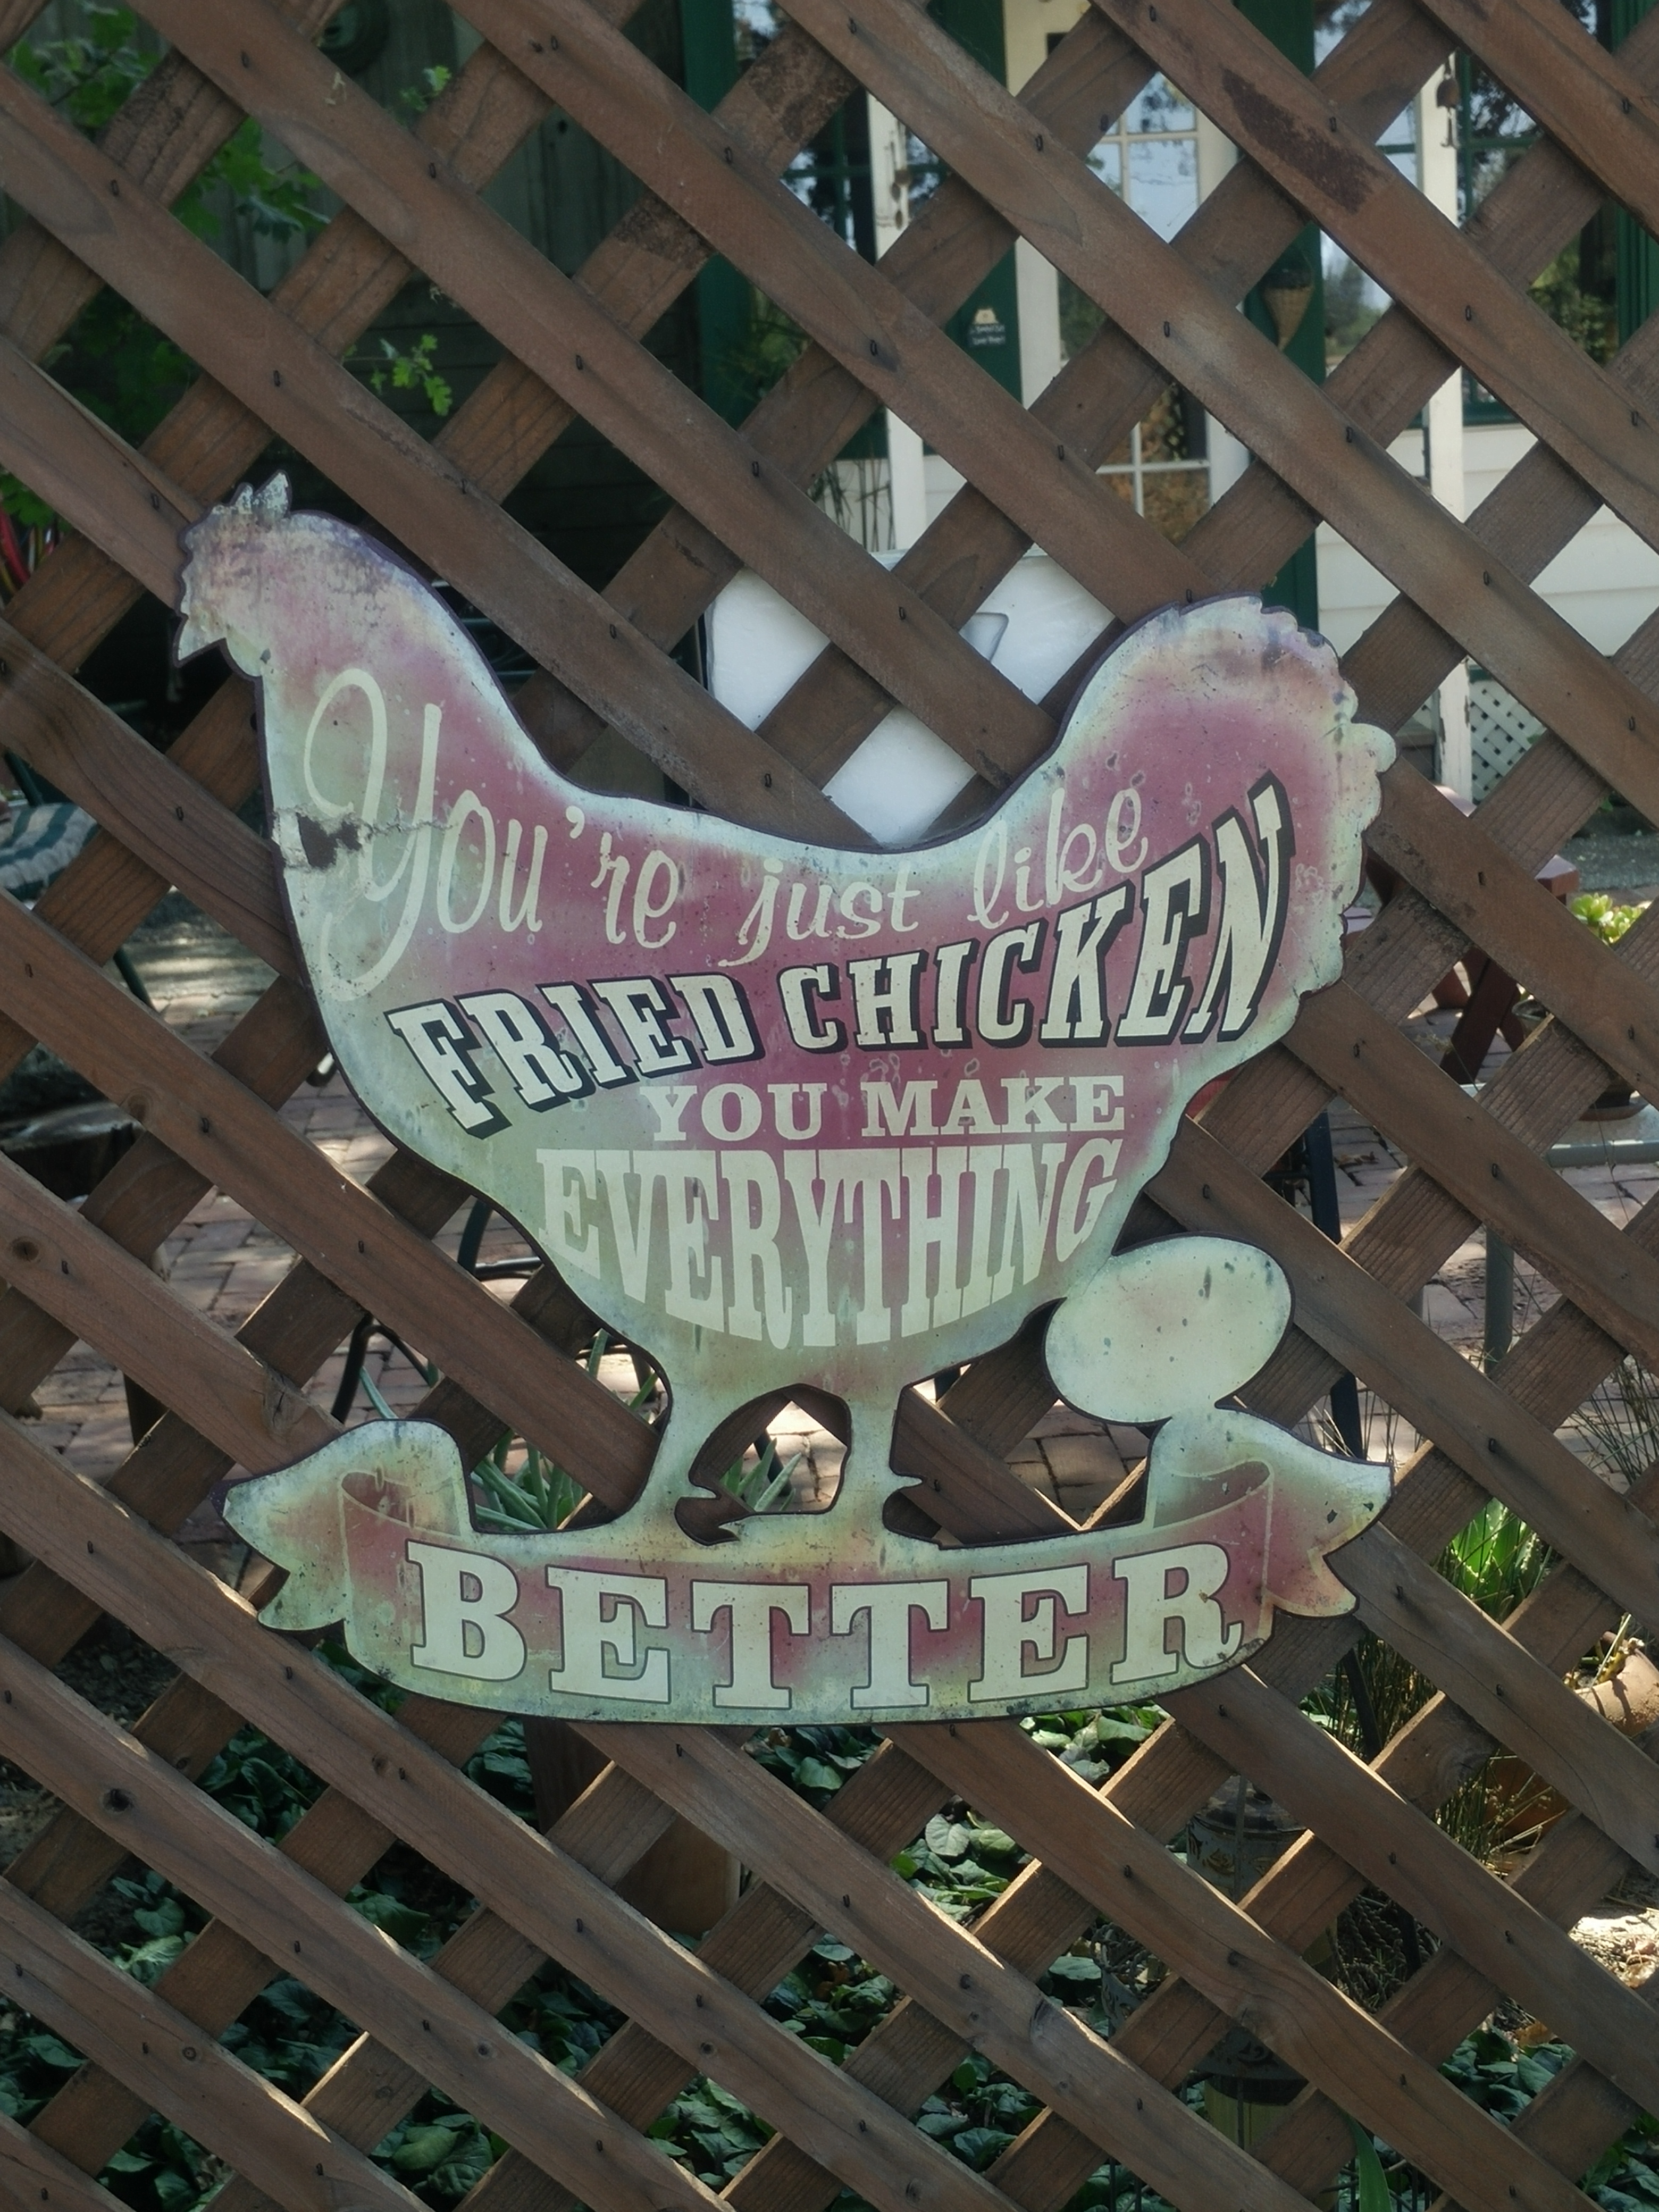 You're just like
FRIED CHICKEN
YOU MAKE
EVERYTHING
BETTER